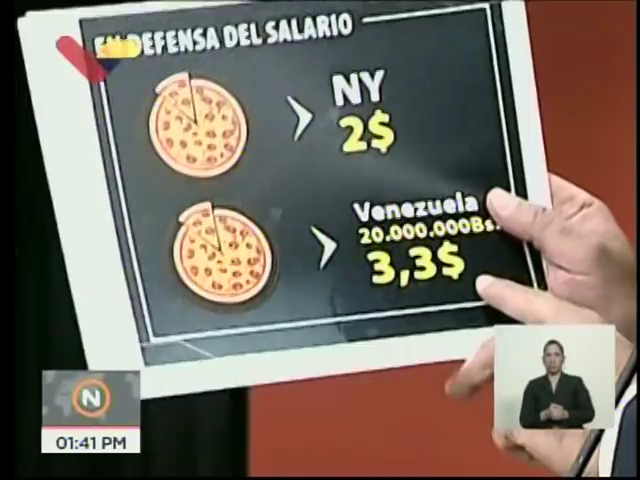 EN DEFENSA DEL SALARIO
NY
2$
Venezuela
20.000.000Bs.
3,3$
N
01:41 PM